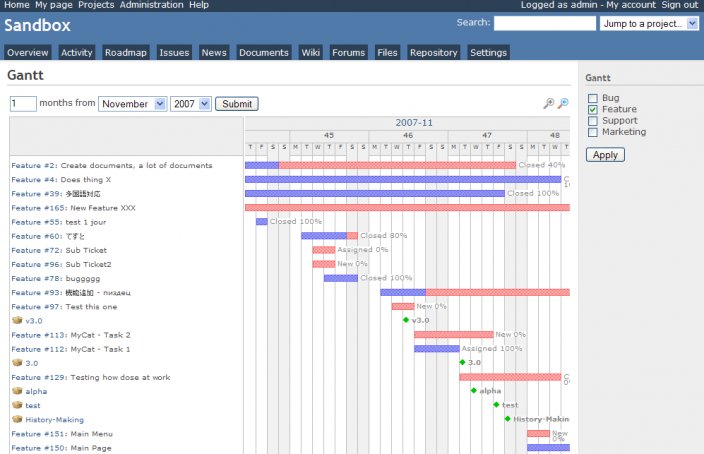 Home My page Projects Administration Help
Logged as admin - My account Sign out
Sandbox
Search:
Jump to a project...
Overview Activity Roadmap Issues News Documents Wiki Forums Files Repository Settings
Gantt
1 months from November 2007 Submit
2007-11
45 46 47 48
T F S S M T W T F S S M T W T F S S M T W T F S S M T W T
Feature #2: Create documents, a lot of documents Closed 40%
Feature #4: Does thing X
Feature #39: 多国語対応 Closed 100%
Feature #165: New Feature XXX
Feature #55: test 1 jour Closed 100%
Feature #60: てすと Closed 80%
Feature #72: Sub Ticket Assigned 0%
Feature #96: Sub Ticket2 New 0%
Feature #78: buggggg Closed 100%
Feature #93: 機能追加 - пиздец
Feature #97: Test this one New 0%
v3.0 v3.0
Feature #113: MyCat - Task 2 New 0%
Feature #112: MyCat - Task 1 Assigned 100%
3.0 3.0
Feature #129: Testing how dose at work
alpha alpha
test test
History-Making History-Makin
Feature #151: Main Menu New 0%
Feature #150: Main Page
Gantt
Bug
Feature
Support
Marketing
Apply